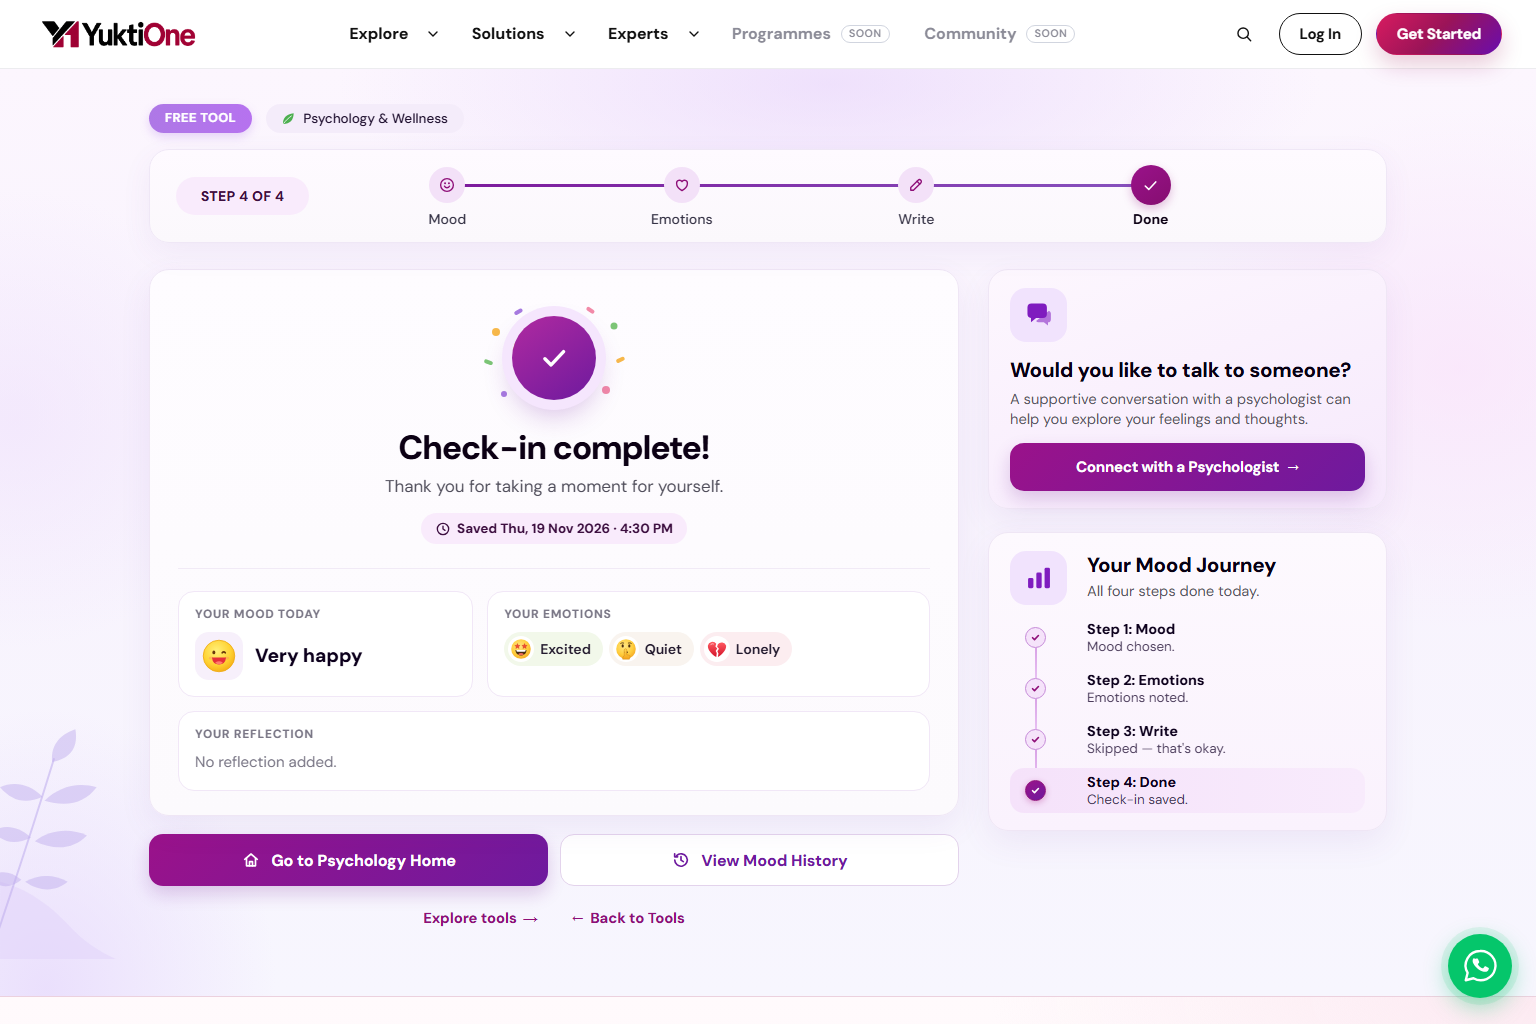 YuktiOne
Explore
Solutions
Experts
Programmes SOON
Community SOON
Log In
Get Started
FREE TOOL
Psychology & Wellness
STEP 4 OF 4
Mood
Emotions
Write
Done
Check-in complete!
Thank you for taking a moment for yourself.
Saved Thu, 19 Nov 2026 · 4:30 PM
YOUR MOOD TODAY
Very happy
YOUR EMOTIONS
Excited
Quiet
Lonely
YOUR REFLECTION
No reflection added.
Go to Psychology Home
View Mood History
Explore tools →
← Back to Tools
Would you like to talk to someone?
A supportive conversation with a psychologist can
help you explore your feelings and thoughts.
Connect with a Psychologist →
Your Mood Journey
All four steps done today.
Step 1: Mood
Mood chosen.
Step 2: Emotions
Emotions noted.
Step 3: Write
Skipped — that's okay.
Step 4: Done
Check-in saved.